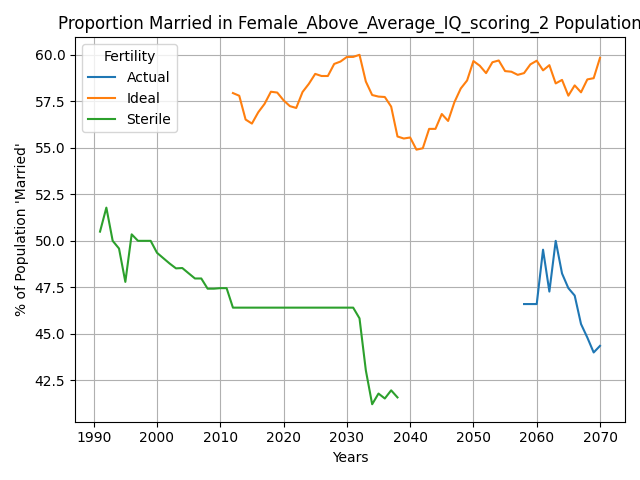 Proportion Married in Female_Above_Average_IQ_scoring_2 Population
Fertility
Actual
Ideal
Sterile
% of Population 'Married'
60.0
57.5
55.0
52.5
50.0
47.5
45.0
42.5
1990 2000 2010 2020 2030 2040 2050 2060 2070
Years